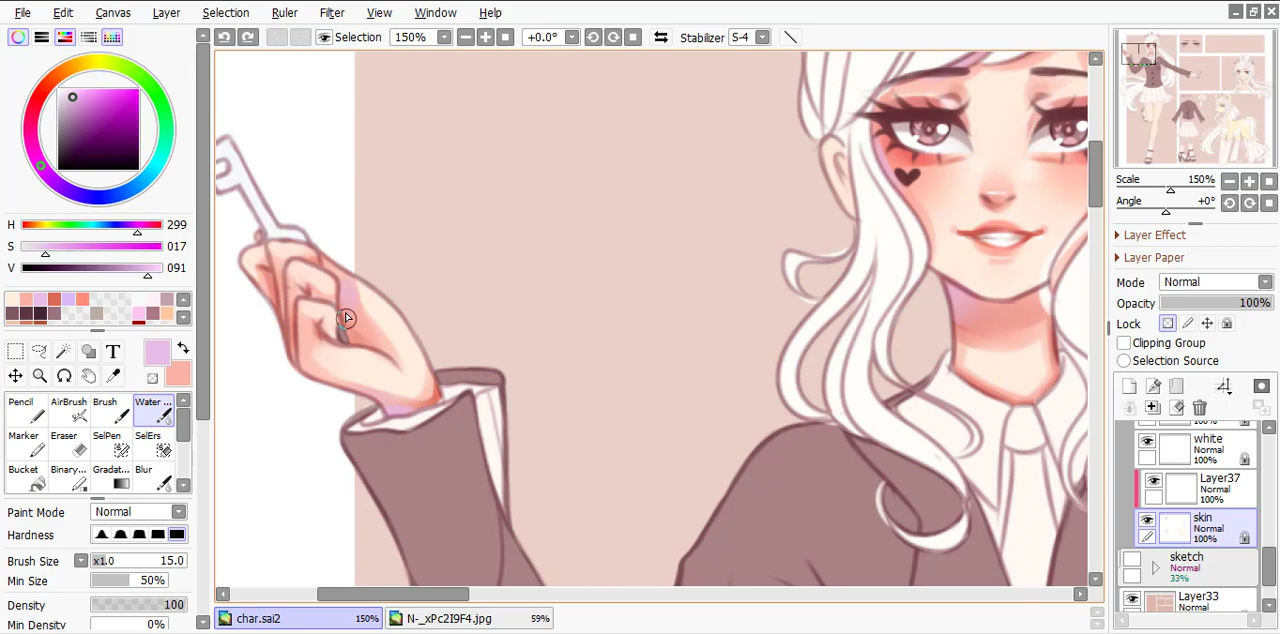 File Edit Canvas Layer Selection Ruler Filter View Window Help
Selection 150% +0.0° Stabilizer S-4
H 299
S 017
V 091
T
Pencil AirBrush Brush Water ...
Marker Eraser SelPen SelErs
Bucket Binary... Gradat... Blur
Paint Mode Normal
Hardness
Brush Size x1.0 15.0
Min Size 50%
Density 100
Min Density 0%
char.sai2 150% N-_xPc2I9F4.jpg 59%
Scale 150%
Angle +0°
Layer Effect
Layer Paper
Mode Normal
Opacity 100%
Lock
Clipping Group
Selection Source
100%
white
Normal
100%
Layer37
Normal
100%
skin
Normal
100%
sketch
Normal
33%
Layer33
Normal
100%